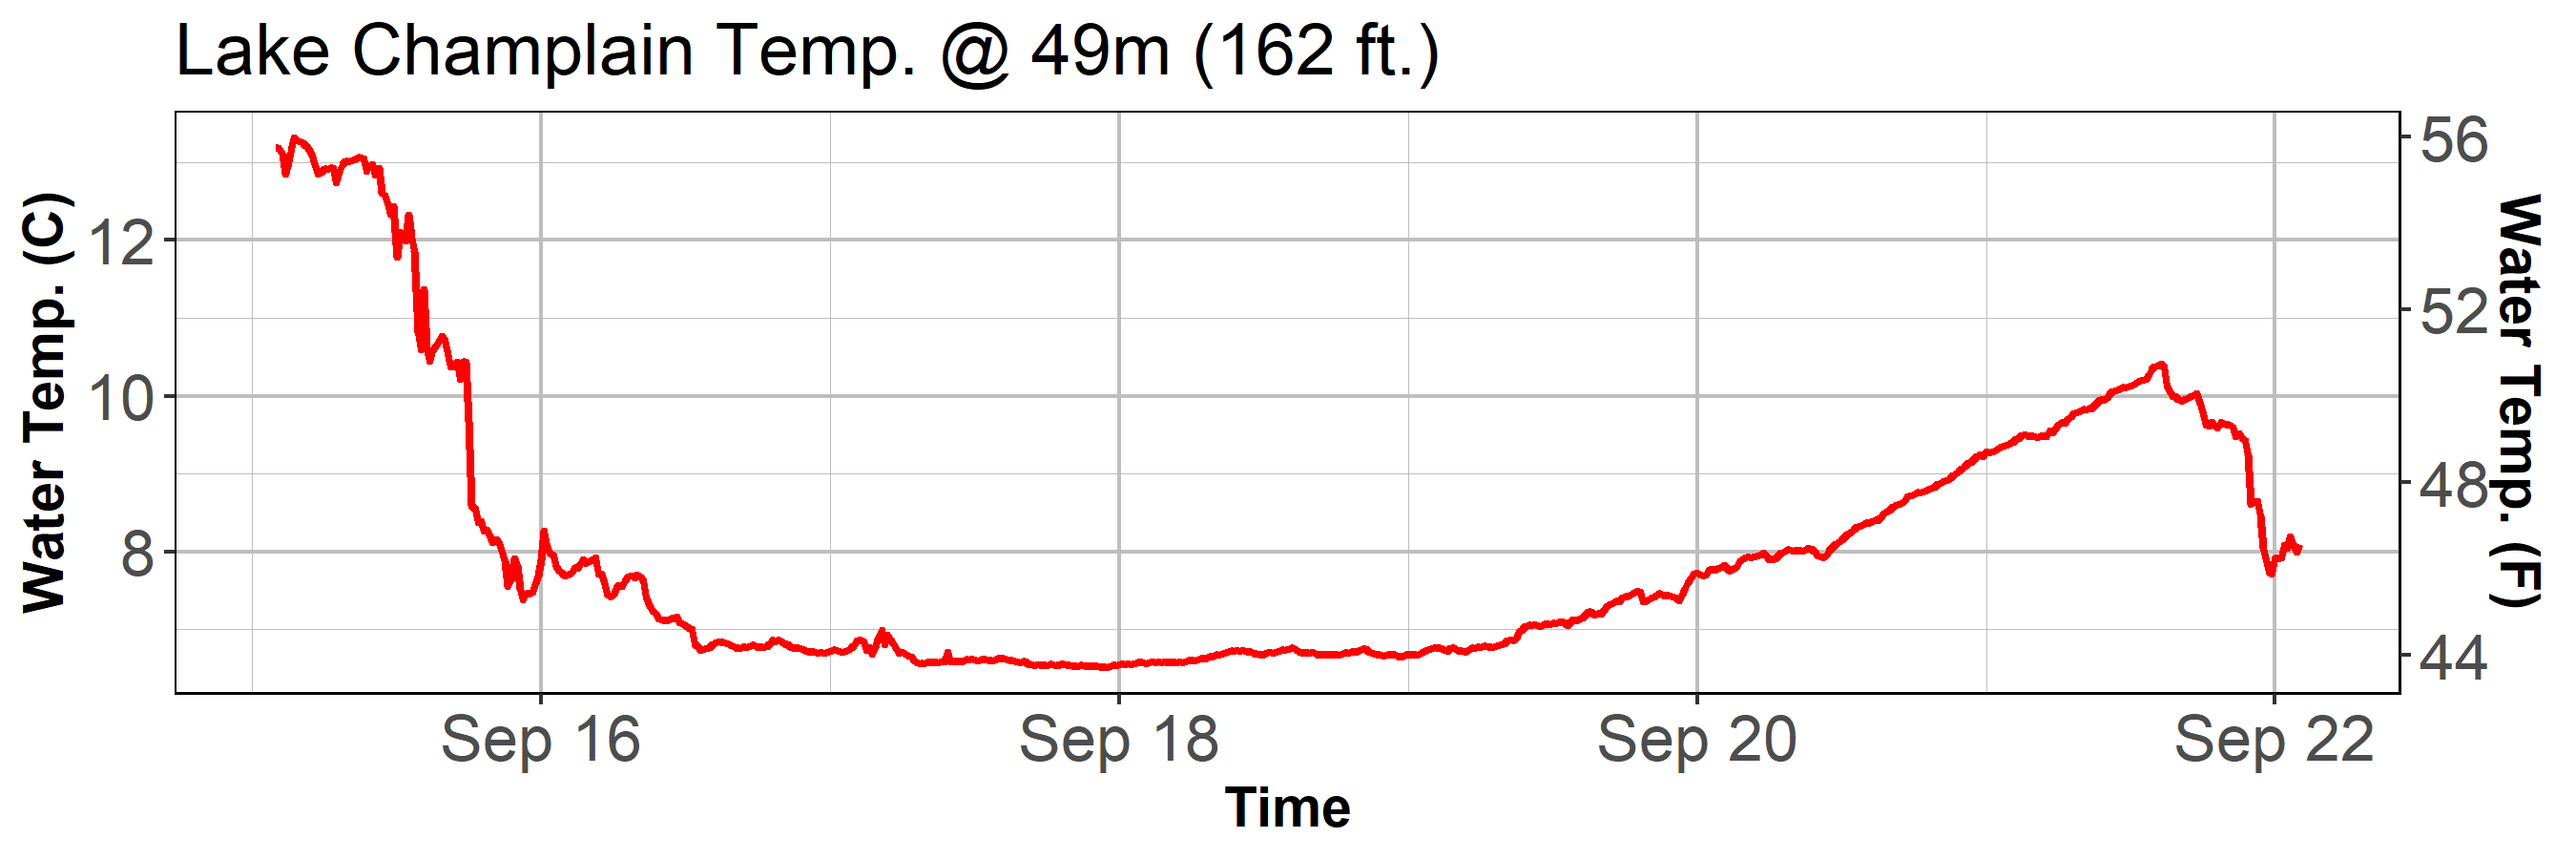 Lake Champlain Temp. @ 49m (162 ft.)
Water Temp. (C)
12
10
8
56
52
48
44
Water Temp. (F)
Sep 16
Sep 18
Sep 20
Sep 22
Time